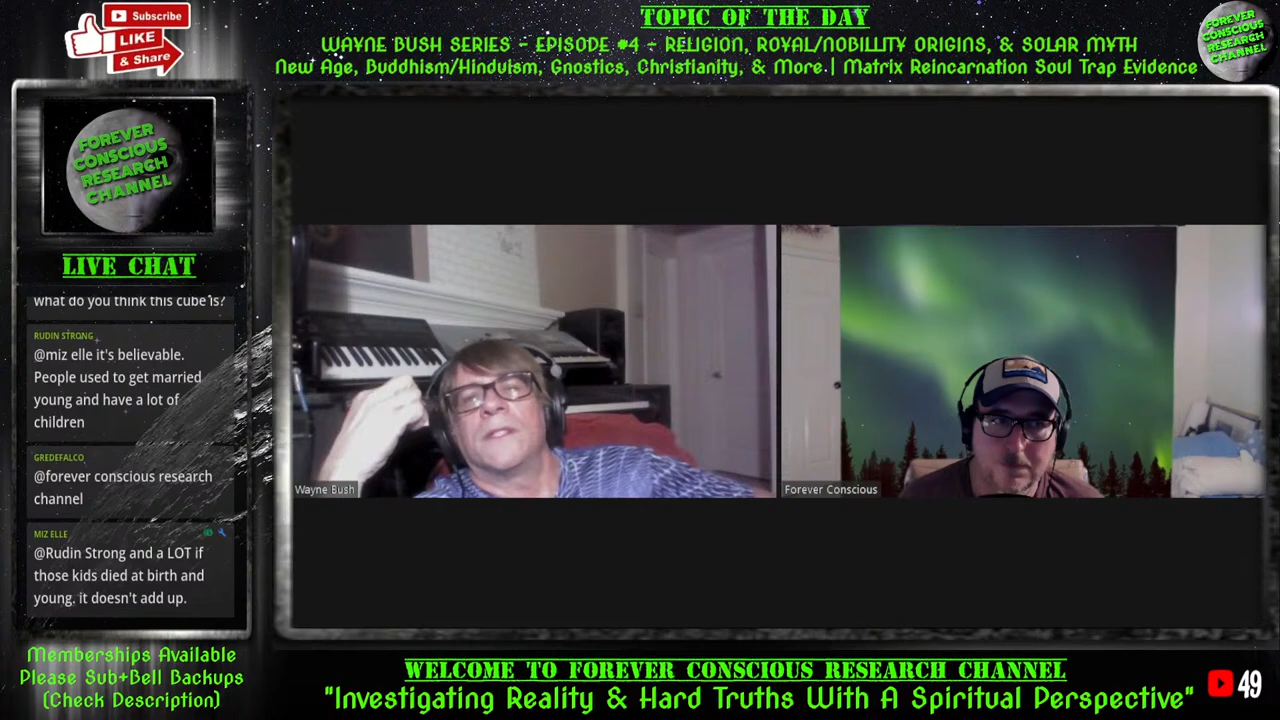 Subscribe
LIKE
& Share
TOPIC OF THE DAY
WAYNE BUSH SERIES - EPISODE #4 - RELIGION, ROYAL/NOBILLITY ORIGINS, & SOLAR MYTH
New Age, Buddhism/Hinduism, Gnostics, Christianity, & More | Matrix Reincarnation Soul Trap Evidence
FOREVER
CONSCIOUS
RESEARCH
CHANNEL
FOREVER
CONSCIOUS
RESEARCH
CHANNEL
LIVE CHAT
what do you think this cube is?
RUDIN STRONG
@miz elle it's believable.
People used to get married
young and have a lot of
children
GREDEFALCO
@forever conscious research
channel
MIZ ELLE
@Rudin Strong and a LOT if
those kids died at birth and
young, it doesn't add up.
Wayne Bush
Forever Conscious
Memberships Available
Please Sub+Bell Backups
(Check Description)
WELCOME TO FOREVER CONSCIOUS RESEARCH CHANNEL
"Investigating Reality & Hard Truths With A Spiritual Perspective"
49